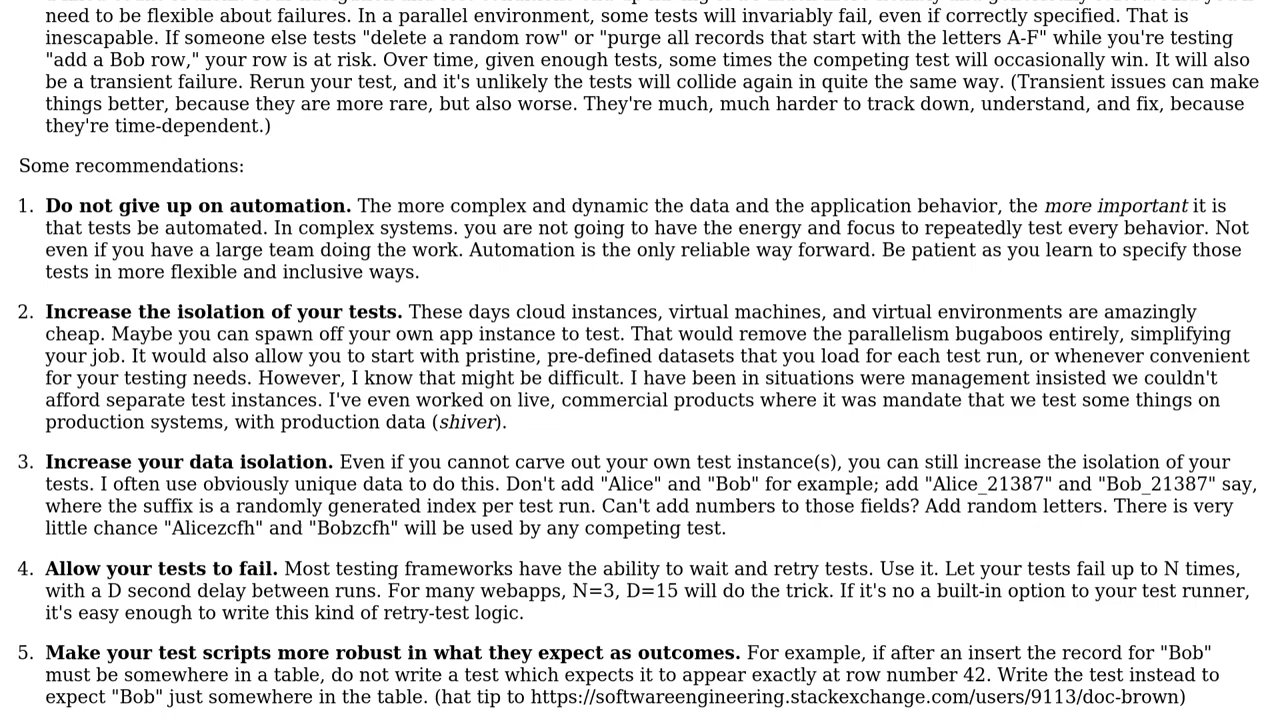 need to be flexible about failures. In a parallel environment, some tests will invariably fail, even if correctly specified. That is
inescapable. If someone else tests "delete a random row" or "purge all records that start with the letters A-F" while you're testing
"add a Bob row," your row is at risk. Over time, given enough tests, some times the competing test will occasionally win. It will also
be a transient failure. Rerun your test, and it's unlikely the tests will collide again in quite the same way. (Transient issues can make
things better, because they are more rare, but also worse. They're much, much harder to track down, understand, and fix, because
they're time-dependent.)
Some recommendations:
1. Do not give up on automation. The more complex and dynamic the data and the application behavior, the more important it is
that tests be automated. In complex systems. you are not going to have the energy and focus to repeatedly test every behavior. Not
even if you have a large team doing the work. Automation is the only reliable way forward. Be patient as you learn to specify those
tests in more flexible and inclusive ways.
2. Increase the isolation of your tests. These days cloud instances, virtual machines, and virtual environments are amazingly
cheap. Maybe you can spawn off your own app instance to test. That would remove the parallelism bugaboos entirely, simplifying
your job. It would also allow you to start with pristine, pre-defined datasets that you load for each test run, or whenever convenient
for your testing needs. However, I know that might be difficult. I have been in situations were management insisted we couldn't
afford separate test instances. I've even worked on live, commercial products where it was mandate that we test some things on
production systems, with production data (shiver).
3. Increase your data isolation. Even if you cannot carve out your own test instance(s), you can still increase the isolation of your
tests. I often use obviously unique data to do this. Don't add "Alice" and "Bob" for example; add "Alice_21387" and "Bob_21387" say,
where the suffix is a randomly generated index per test run. Can't add numbers to those fields? Add random letters. There is very
little chance "Alicezcfh" and "Bobzcfh" will be used by any competing test.
4. Allow your tests to fail. Most testing frameworks have the ability to wait and retry tests. Use it. Let your tests fail up to N times,
with a D second delay between runs. For many webapps, N=3, D=15 will do the trick. If it's no a built-in option to your test runner,
it's easy enough to write this kind of retry-test logic.
5. Make your test scripts more robust in what they expect as outcomes. For example, if after an insert the record for "Bob"
must be somewhere in a table, do not write a test which expects it to appear exactly at row number 42. Write the test instead to
expect "Bob" just somewhere in the table. (hat tip to https://softwareengineering.stackexchange.com/users/9113/doc-brown)